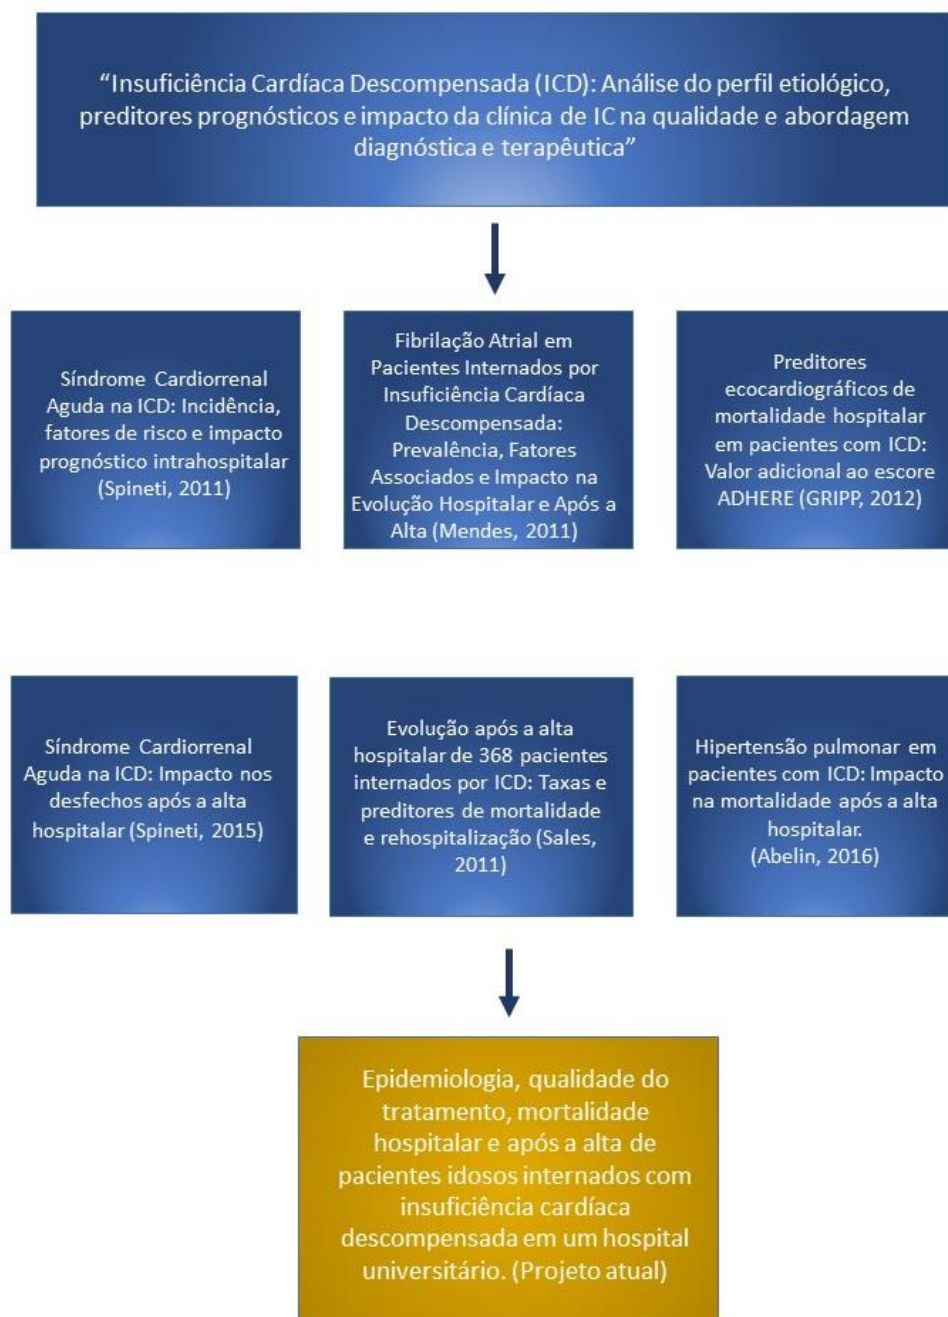 “Insuficiência Cardíaca Descompensada (ICD): Análise do perfil etiológico,
preditores prognósticos e impacto da clínica de IC na qualidade e abordagem
diagnóstica e terapêutica”
Síndrome Cardiorrenal
Aguda na ICD: Incidência,
fatores de risco e impacto
prognóstico intrahospitalar
(Spineti, 2011)
Fibrilação Atrial em
Pacientes Internados por
Insuficiência Cardíaca
Descompensada:
Prevalência, Fatores
Associados e Impacto na
Evolução Hospitalar e Após a
Alta (Mendes, 2011)
Preditores
ecocardiográficos de
mortalidade hospitalar
em pacientes com ICD:
Valor adicional ao escore
ADHERE (GRIPP, 2012)
Síndrome Cardiorrenal
Aguda na ICD: Impacto nos
desfechos após a alta
hospitalar (Spineti, 2015)
Evolução após a alta
hospitalar de 368 pacientes
internados por ICD: Taxas e
preditores de mortalidade
e rehospitalização (Sales,
2011)
Hipertensão pulmonar em
pacientes com ICD: Impacto
na mortalidade após a alta
hospitalar.
(Abelin, 2016)
Epidemiologia, qualidade do
tratamento, mortalidade
hospitalar e após a alta de
pacientes idosos internados com
insuficiência cardíaca
descompensada em um hospital
universitário. (Projeto atual)